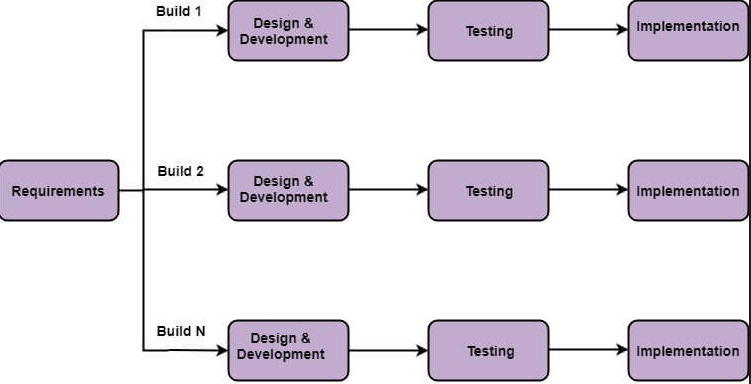 Build 1
Design &
Development
Testing
Implementation
Requirements
Build 2
Design &
Development
Testing
Implementation
Build N
Design &
Development
Testing
Implementation